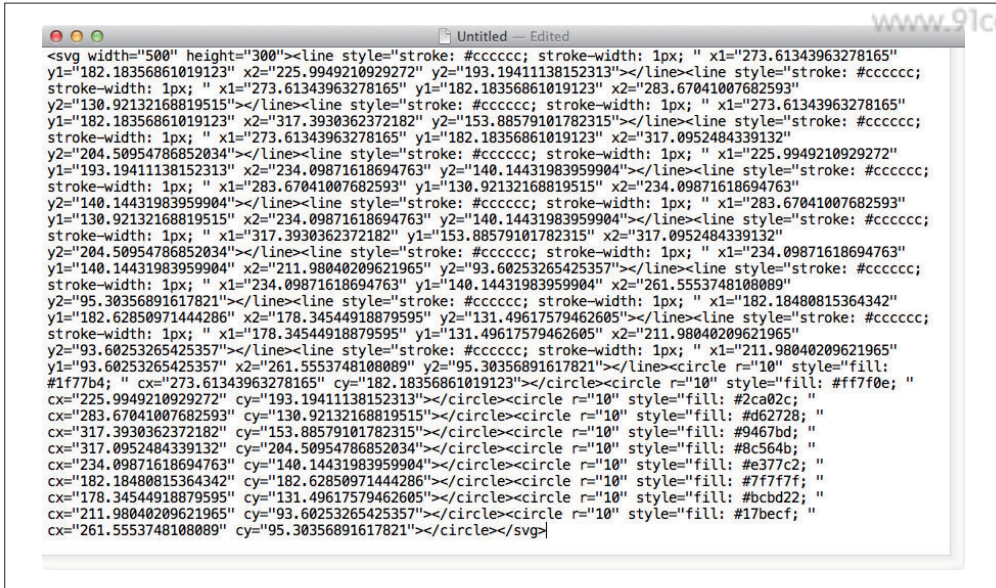 www.91co
Untitled — Edited
<svg width="500" height="300"><line style="stroke: #cccccc; stroke-width: 1px; " x1="273.61343963278165"
y1="182.18356861019123" x2="225.9949210929272" y2="193.19411138152313"></line><line style="stroke: #cccccc;
stroke-width: 1px; " x1="273.61343963278165" y1="182.18356861019123" x2="283.67041007682593"
y2="130.92132168819515"></line><line style="stroke: #cccccc; stroke-width: 1px; " x1="273.61343963278165"
y1="182.18356861019123" x2="317.3930362372182" y2="153.88579101782315"></line><line style="stroke: #cccccc;
stroke-width: 1px; " x1="273.61343963278165" y1="182.18356861019123" x2="317.0952484339132"
y2="204.50954786852034"></line><line style="stroke: #cccccc; stroke-width: 1px; " x1="225.9949210929272"
y1="193.19411138152313" x2="234.09871618694763" y2="140.14431983959904"></line><line style="stroke: #cccccc;
stroke-width: 1px; " x1="283.67041007682593" y1="130.92132168819515" x2="234.09871618694763"
y2="140.14431983959904"></line><line style="stroke: #cccccc; stroke-width: 1px; " x1="283.67041007682593"
y1="130.92132168819515" x2="234.09871618694763" y2="140.14431983959904"></line><line style="stroke: #cccccc;
stroke-width: 1px; " x1="317.3930362372182" y1="153.88579101782315" x2="317.0952484339132"
y2="204.50954786852034"></line><line style="stroke: #cccccc; stroke-width: 1px; " x1="234.09871618694763"
y1="140.14431983959904" x2="211.98040209621965" y2="93.60253265425357"></line><line style="stroke: #cccccc;
stroke-width: 1px; " x1="234.09871618694763" y1="140.14431983959904" x2="261.5553748108089"
y2="95.30356891617821"></line><line style="stroke: #cccccc; stroke-width: 1px; " x1="182.18480815364342"
y1="182.62850971444286" x2="178.34544918879595" y2="131.49617579462605"></line><line style="stroke: #cccccc;
stroke-width: 1px; " x1="178.34544918879595" y1="131.49617579462605" x2="211.98040209621965"
y2="93.60253265425357"></line><line style="stroke: #cccccc; stroke-width: 1px; " x1="211.98040209621965"
y1="93.60253265425357" x2="261.5553748108089" y2="95.30356891617821"></line><circle r="10" style="fill:
#1f77b4; " cx="273.61343963278165" cy="182.18356861019123"></circle><circle r="10" style="fill: #ff7f0e; "
cx="225.9949210929272" cy="193.19411138152313"></circle><circle r="10" style="fill: #2ca02c; "
cx="283.67041007682593" cy="130.92132168819515"></circle><circle r="10" style="fill: #d62728; "
cx="317.3930362372182" cy="153.88579101782315"></circle><circle r="10" style="fill: #9467bd; "
cx="317.0952484339132" cy="204.50954786852034"></circle><circle r="10" style="fill: #8c564b; "
cx="234.09871618694763" cy="140.14431983959904"></circle><circle r="10" style="fill: #e377c2; "
cx="182.18480815364342" cy="182.62850971444286"></circle><circle r="10" style="fill: #7f7f7f; "
cx="178.34544918879595" cy="131.49617579462605"></circle><circle r="10" style="fill: #bcbd22; "
cx="211.98040209621965" cy="93.60253265425357"></circle><circle r="10" style="fill: #17becf; "
cx="261.5553748108089" cy="95.30356891617821"></circle></svg>